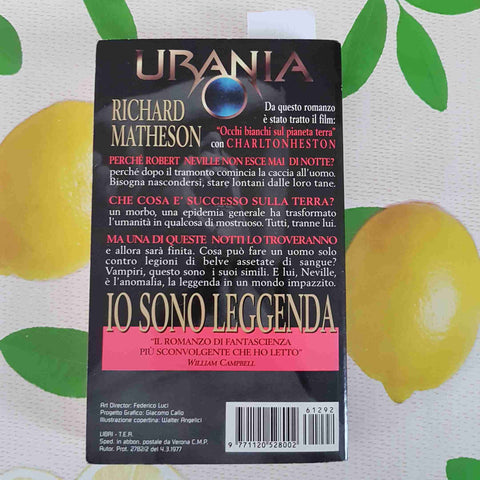 URANIA
RICHARD
MATHESON
Da questo romanzo
è stato tratto il film:
"Occhi bianchi sul pianeta terra"
con CHARLTONHESTON
PERCHÉ ROBERT NEVILLE NON ESCE MAI DI NOTTE?
perché dopo il tramonto comincia la caccia all'uomo.
Bisogna nascondersi, stare lontani dalle loro tane.
CHE COSA E' SUCCESSO SULLA TERRA?
un morbo, una epidemia generale ha trasformato
l'umanità in qualcosa di mostruoso. Tutti, tranne lui.
MA UNA DI QUESTE NOTTI LO TROVERANNO
e allora sarà finita. Cosa può fare un uomo solo
contro legioni di belve assetate di sangue?
Vampiri, questo sono i suoi simili. E lui, Neville,
è l'anomalia, la leggenda in un mondo impazzito.
IO SONO LEGGENDA
"IL ROMANZO DI FANTASCIENZA
PIÙ SCONVOLGENTE CHE HO LETTO"
WILLIAM CAMPBELL
Art Director: Federico Luci
Progetto Grafico: Giacomo Callo
Illustrazione copertina: Walter Angelici
LIBRI - T.E.R.
Sped. in abbon. postale da Verona C.M.P.
Autor. Prot. 2782/2 del 4.3.1977
61292
9 771120 528002